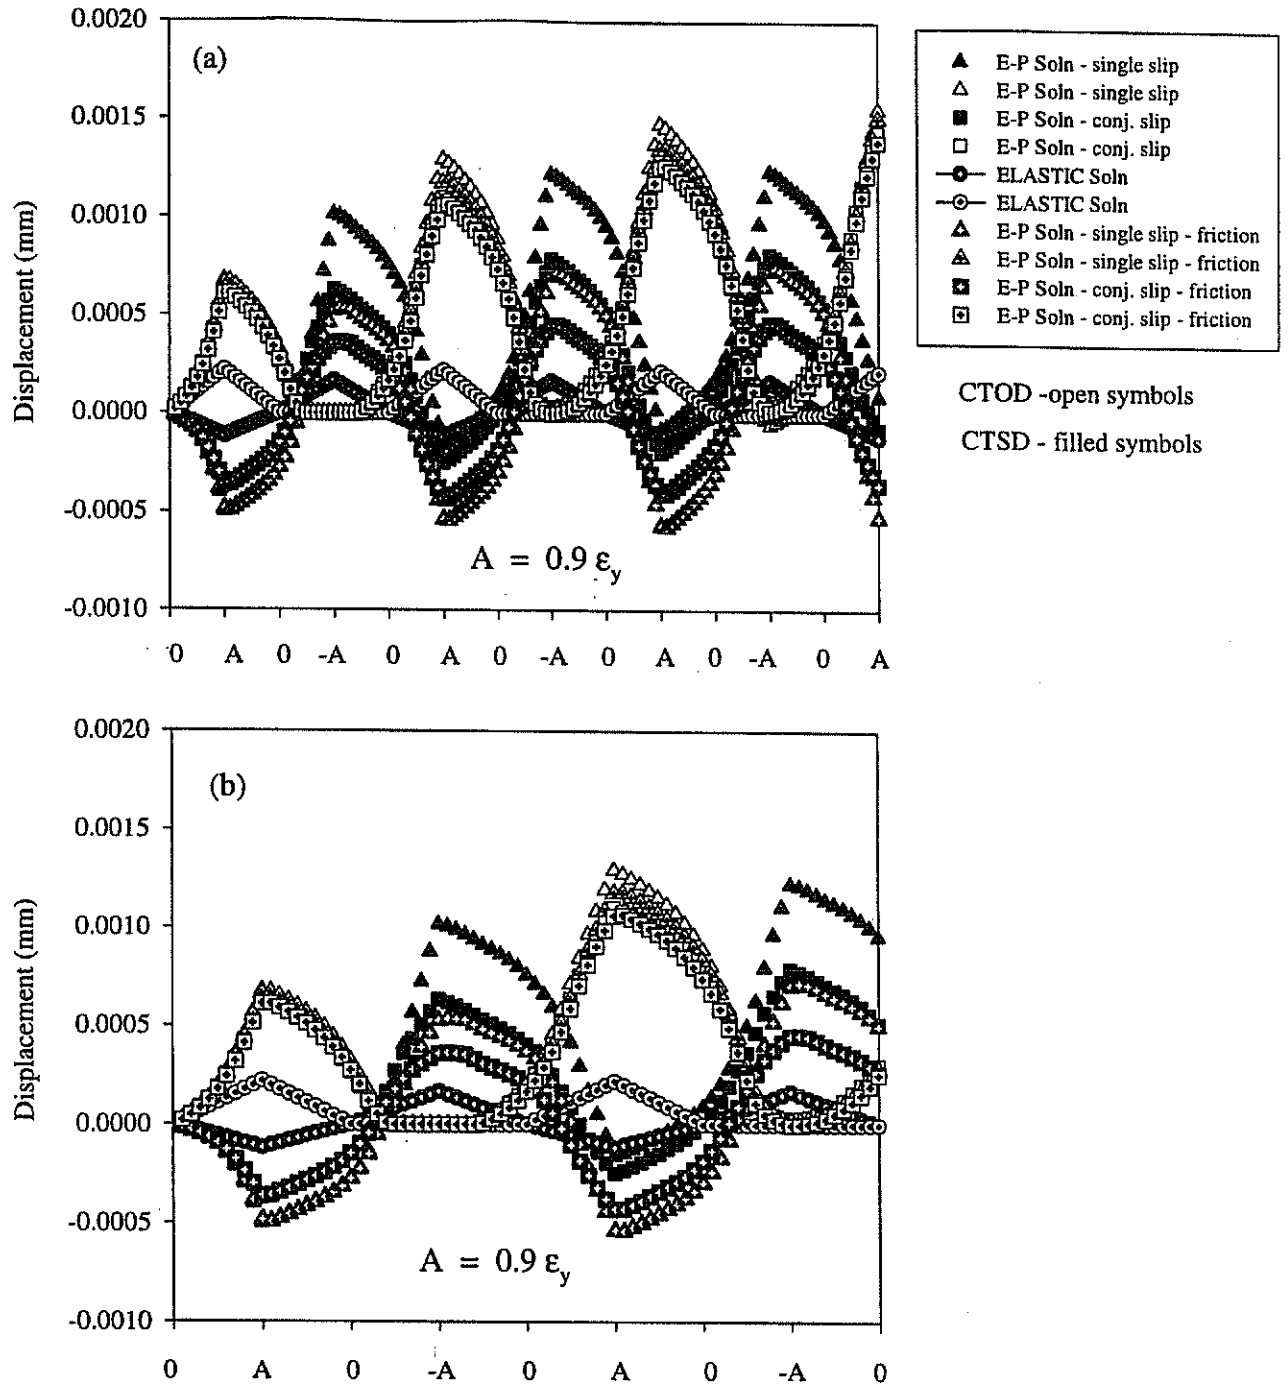 (a)
Displacement (mm)
0.0020
0.0015
0.0010
0.0005
0.0000
-0.0005
-0.0010
A = 0.9 εy
0 A 0 -A 0 A 0 -A 0 A 0 -A 0 A
E-P Soln - single slip
E-P Soln - single slip
E-P Soln - conj. slip
E-P Soln - conj. slip
ELASTIC Soln
ELASTIC Soln
E-P Soln - single slip - friction
E-P Soln - single slip - friction
E-P Soln - conj. slip - friction
E-P Soln - conj. slip - friction
CTOD -open symbols
CTSD - filled symbols
(b)
Displacement (mm)
0.0020
0.0015
0.0010
0.0005
0.0000
-0.0005
-0.0010
A = 0.9 εy
0 A 0 -A 0 A 0 -A 0